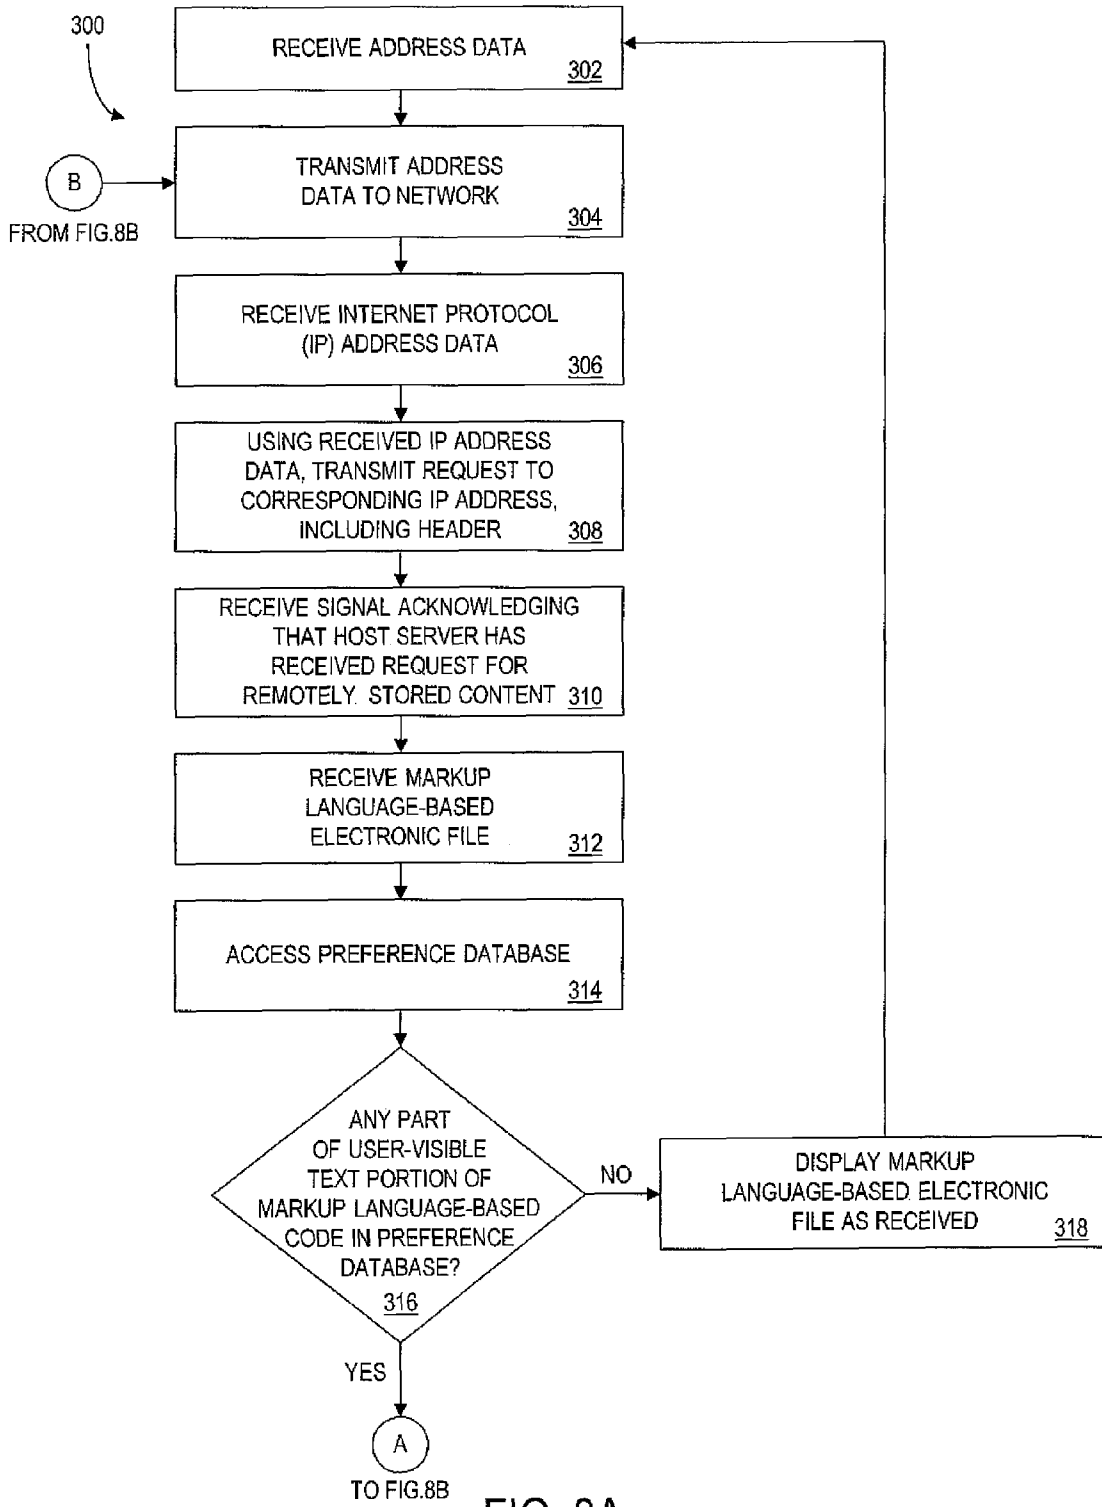 300
RECEIVE ADDRESS DATA
302
B
FROM FIG.8B
TRANSMIT ADDRESS
DATA TO NETWORK
304
RECEIVE INTERNET PROTOCOL
(IP) ADDRESS DATA
306
USING RECEIVED IP ADDRESS
DATA, TRANSMIT REQUEST TO
CORRESPONDING IP ADDRESS,
INCLUDING HEADER
308
RECEIVE SIGNAL ACKNOWLEDGING
THAT HOST SERVER HAS
RECEIVED REQUEST FOR
REMOTELY. STORED CONTENT
310
RECEIVE MARKUP
LANGUAGE-BASED
ELECTRONIC FILE
312
ACCESS PREFERENCE DATABASE
314
ANY PART
OF USER-VISIBLE
TEXT PORTION OF
MARKUP LANGUAGE-BASED
CODE IN PREFERENCE
DATABASE?
316
NO
DISPLAY MARKUP
LANGUAGE-BASED ELECTRONIC
FILE AS RECEIVED
318
YES
A
TO FIG.8B
FIG. 8A